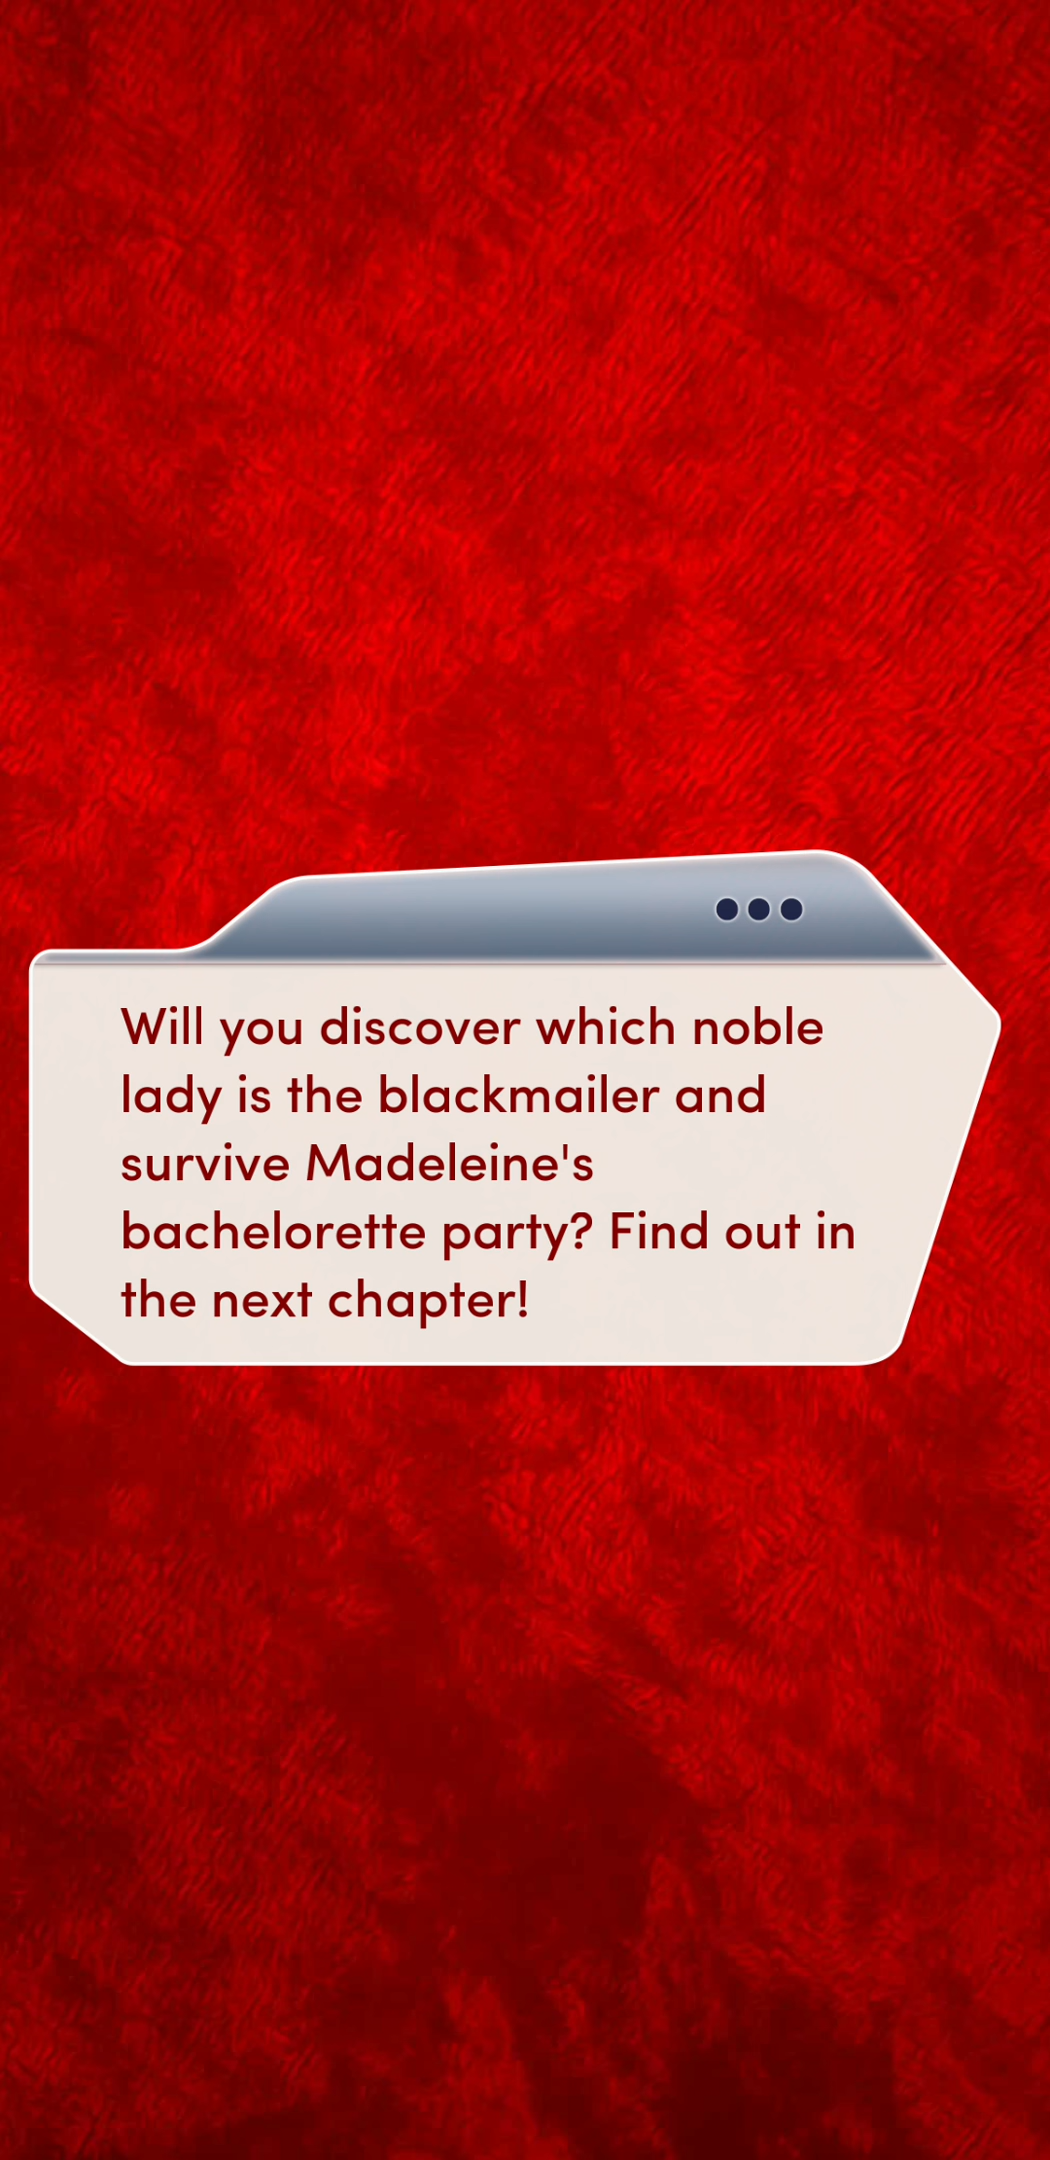 Will you discover which noble
lady is the blackmailer and
survive Madeleine's
bachelorette party? Find out in
the next chapter!